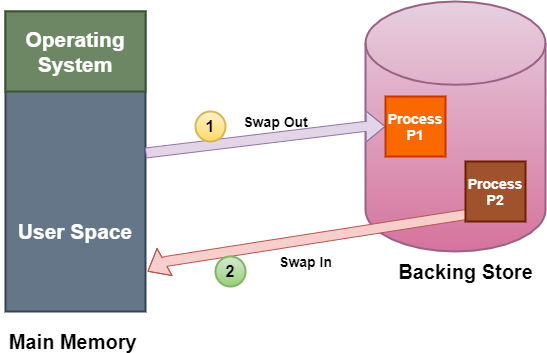 Operating
System
1
Swap Out
Process
P1
Process
P2
User Space
2
Swap In
Backing Store
Main Memory